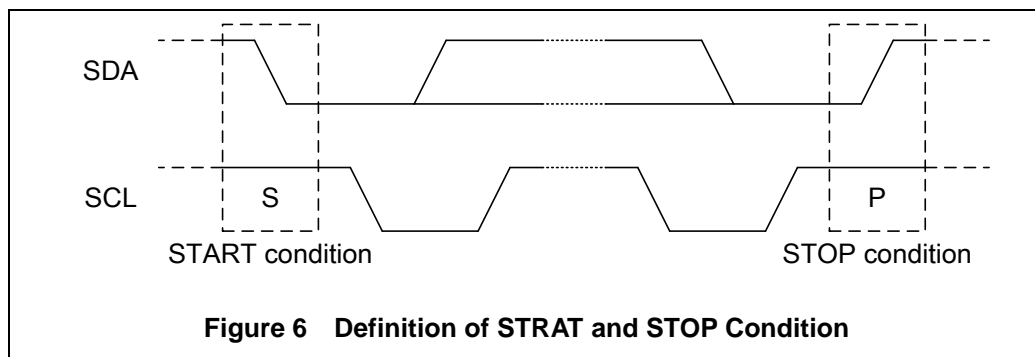 SDA
SCL
S
P
START condition
STOP condition
Figure 6 Definition of STRAT and STOP Condition